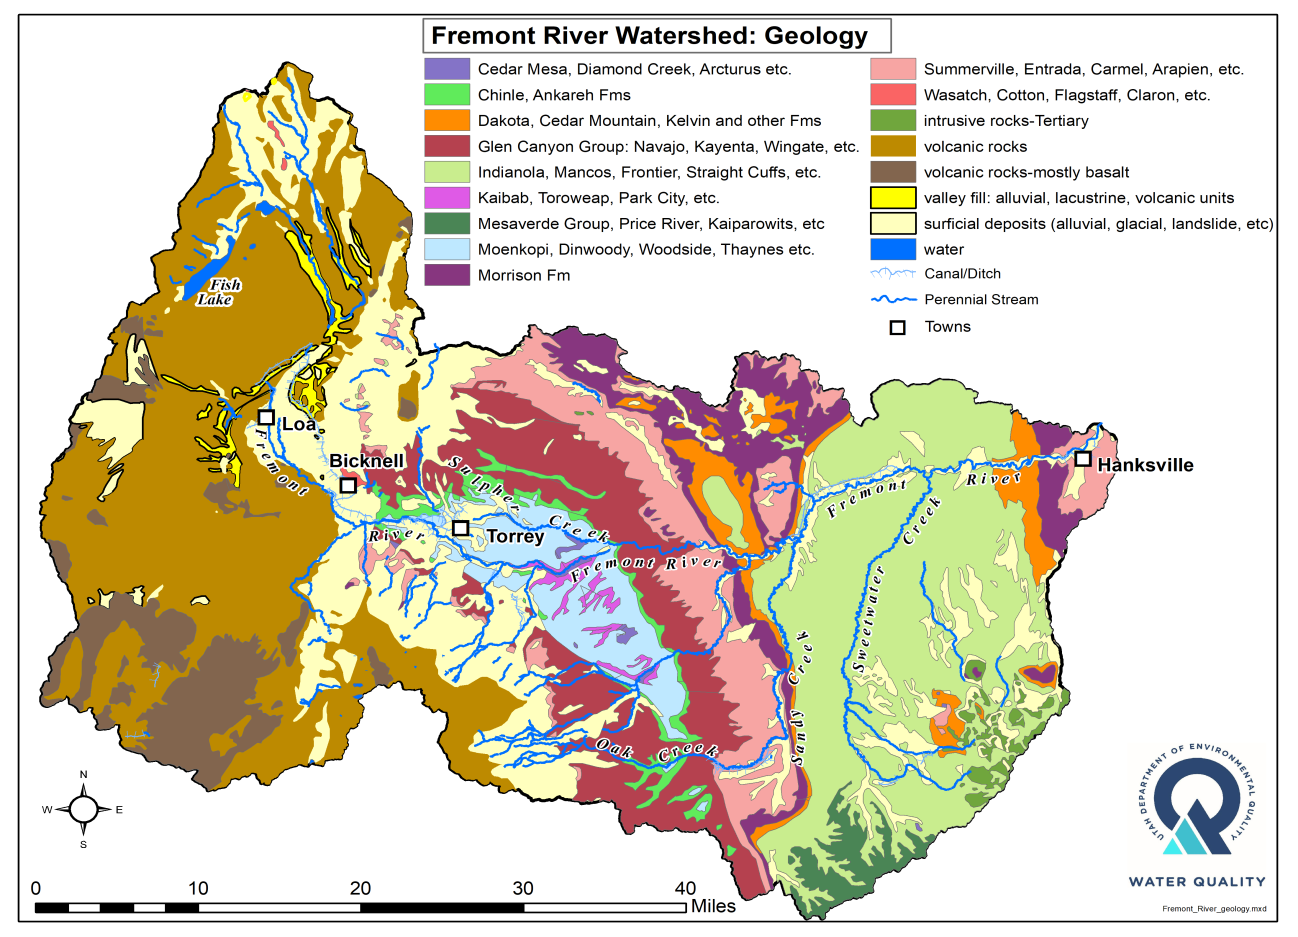 Fremont River Watershed: Geology
Cedar Mesa, Diamond Creek, Arcturus etc.
Chinle, Ankareh Fms
Dakota, Cedar Mountain, Kelvin and other Fms
Glen Canyon Group: Navajo, Kayenta, Wingate, etc.
Indianola, Mancos, Frontier, Straight Cuffs, etc.
Kaibab, Toroweap, Park City, etc.
Mesaverde Group, Price River, Kaiparowits, etc
Moenkopi, Dinwoody, Woodside, Thaynes etc.
Morrison Fm
Summerville, Entrada, Carmel, Arapien, etc.
Wasatch, Cotton, Flagstaff, Claron, etc.
intrusive rocks-Tertiary
volcanic rocks
volcanic rocks-mostly basalt
valley fill: alluvial, lacustrine, volcanic units
surficial deposits (alluvial, glacial, landslide, etc)
water
Canal/Ditch
Perennial Stream
Towns
Fish
Lake
Loa
Fremont
Bicknell
River
Sulpher
Creek
Torrey
Fremont River
Fremont
River
Hanksville
Sweetwater
Creek
Sandy Creek
Oak Creek
N
W E
S
0 10 20 30 40
Miles
UTAH DEPARTMENT OF ENVIRONMENTAL QUALITY
WATER QUALITY
Fremont_River_geology.mxd